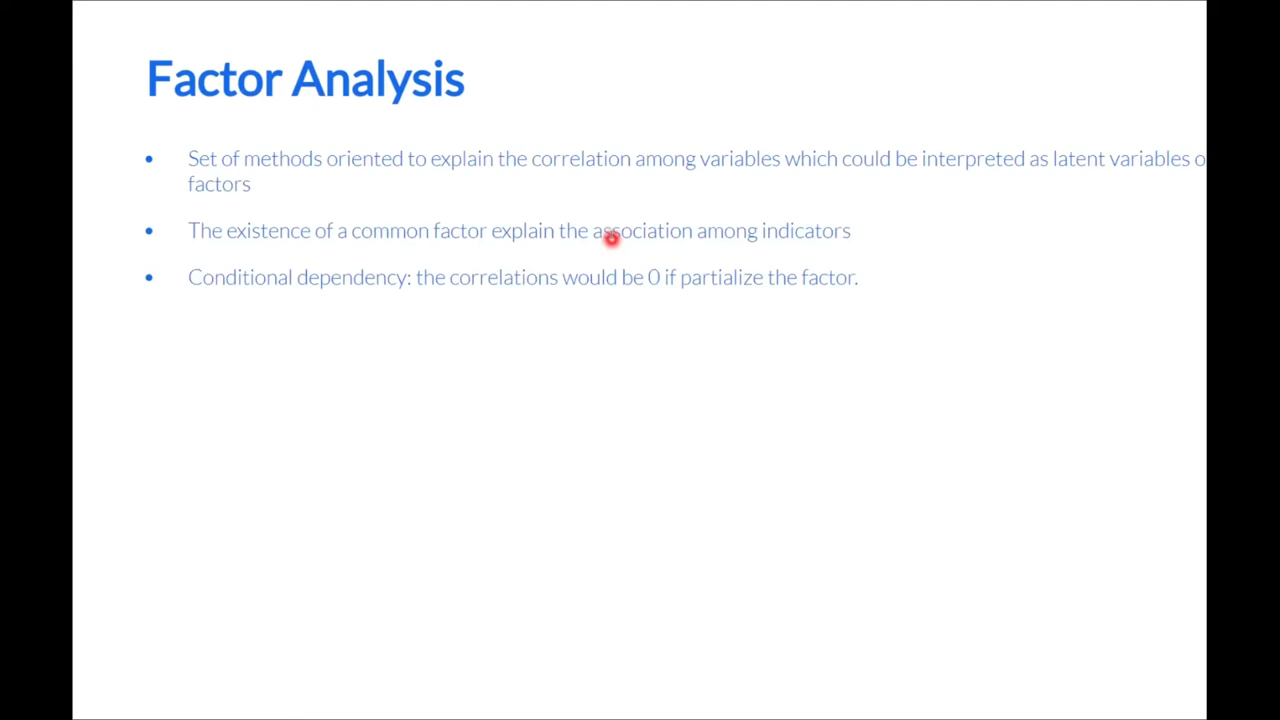 Factor Analysis
• Set of methods oriented to explain the correlation among variables which could be interpreted as latent variables o
factors
• The existence of a common factor explain the association among indicators
• Conditional dependency: the correlations would be 0 if partialize the factor.